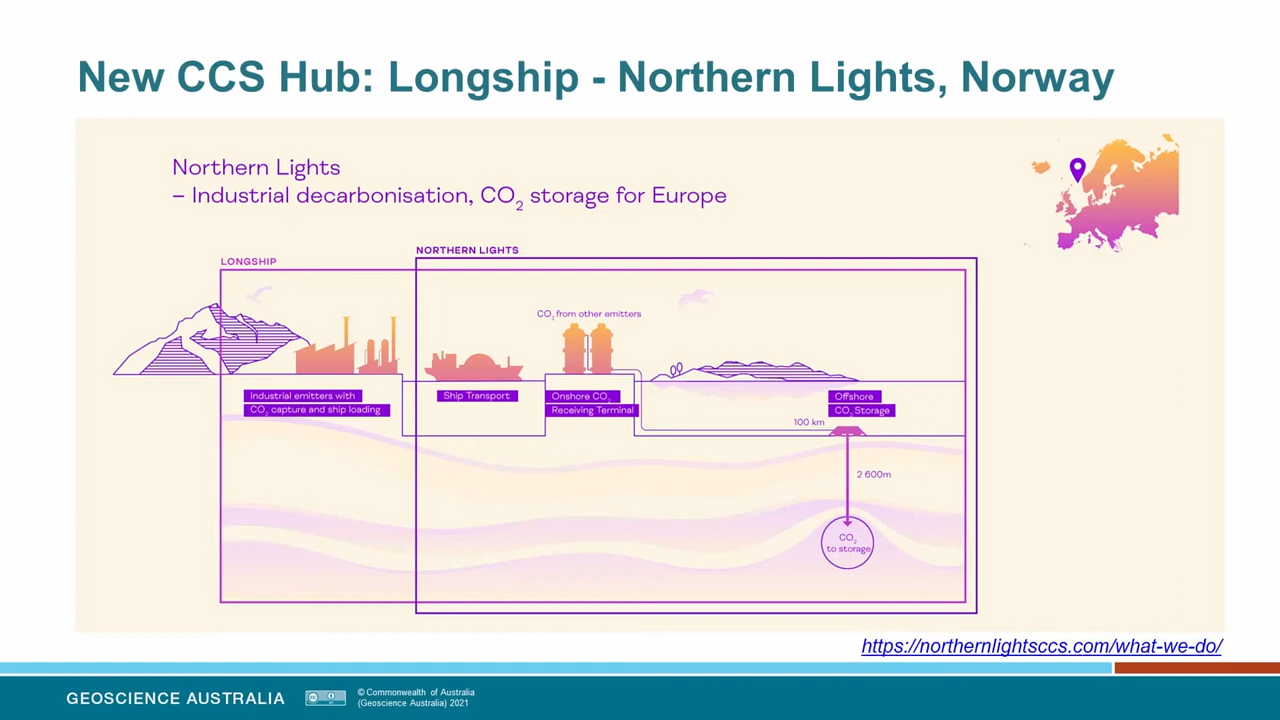 New CCS Hub: Longship - Northern Lights, Norway
Northern Lights
– Industrial decarbonisation, CO₂ storage for Europe
NORTHERN LIGHTS
LONGSHIP
CO₂ from other emitters
Industrial emitters with
CO₂ capture and ship loading
Ship Transport
Onshore CO₂
Receiving Terminal
Offshore
CO₂ Storage
100 km
2 600m
CO₂
to storage
https://northernlightsccs.com/what-we-do/
GEOSCIENCE AUSTRALIA
© Commonwealth of Australia
(Geoscience Australia) 2021